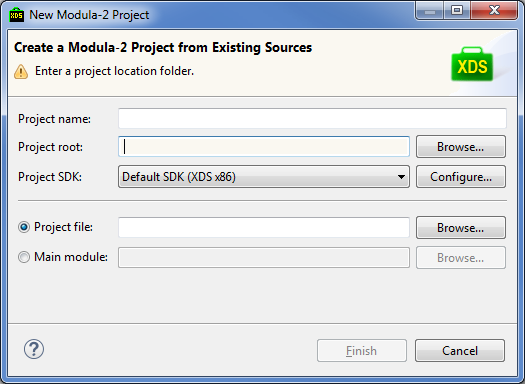 XDS New Modula-2 Project
Create a Modula-2 Project from Existing Sources
Enter a project location folder.
XDS
Project name:
Project root: Browse...
Project SDK: Default SDK (XDS x86) Configure...
Project file: Browse...
Main module: Browse...
? Finish Cancel